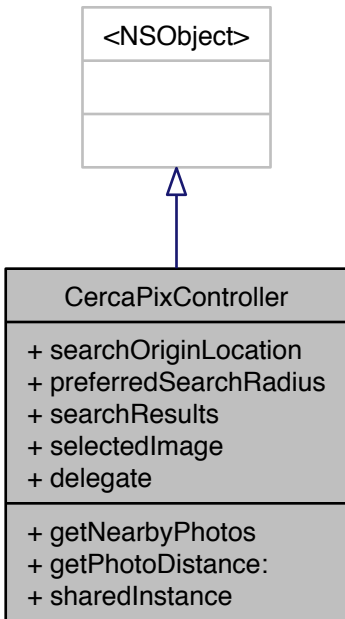 <NSObject>
CercaPixController
+ searchOriginLocation
+ preferredSearchRadius
+ searchResults
+ selectedImage
+ delegate
+ getNearbyPhotos
+ getPhotoDistance:
+ sharedInstance